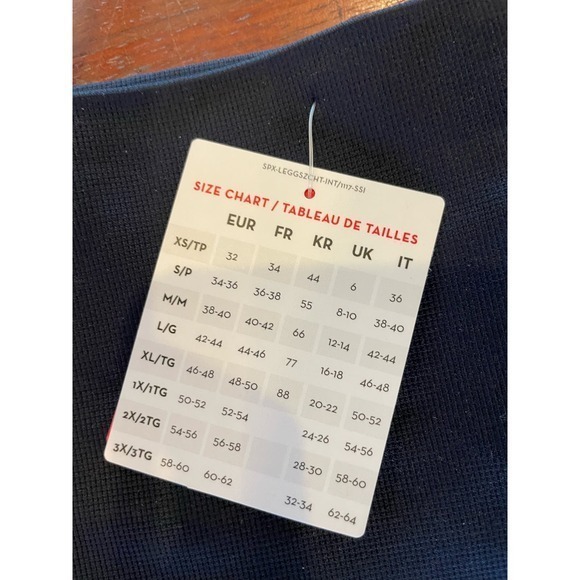 SPX-LEGGSZCHT-INT/1117-SSI
SIZE CHART / TABLEAU DE TAILLES
EUR FR KR UK IT
XS/TP 32 34 44 6 36
S/P 34-36 36-38 55 8-10 38-40
M/M 38-40 40-42 66 12-14 42-44
L/G 42-44 44-46 77 16-18 46-48
XL/TG 46-48 48-50 88 20-22 50-52
1X/1TG 50-52 52-54 24-26 54-56
2X/2TG 54-56 56-58 28-30 58-60
3X/3TG 58-60 60-62 32-34 62-64